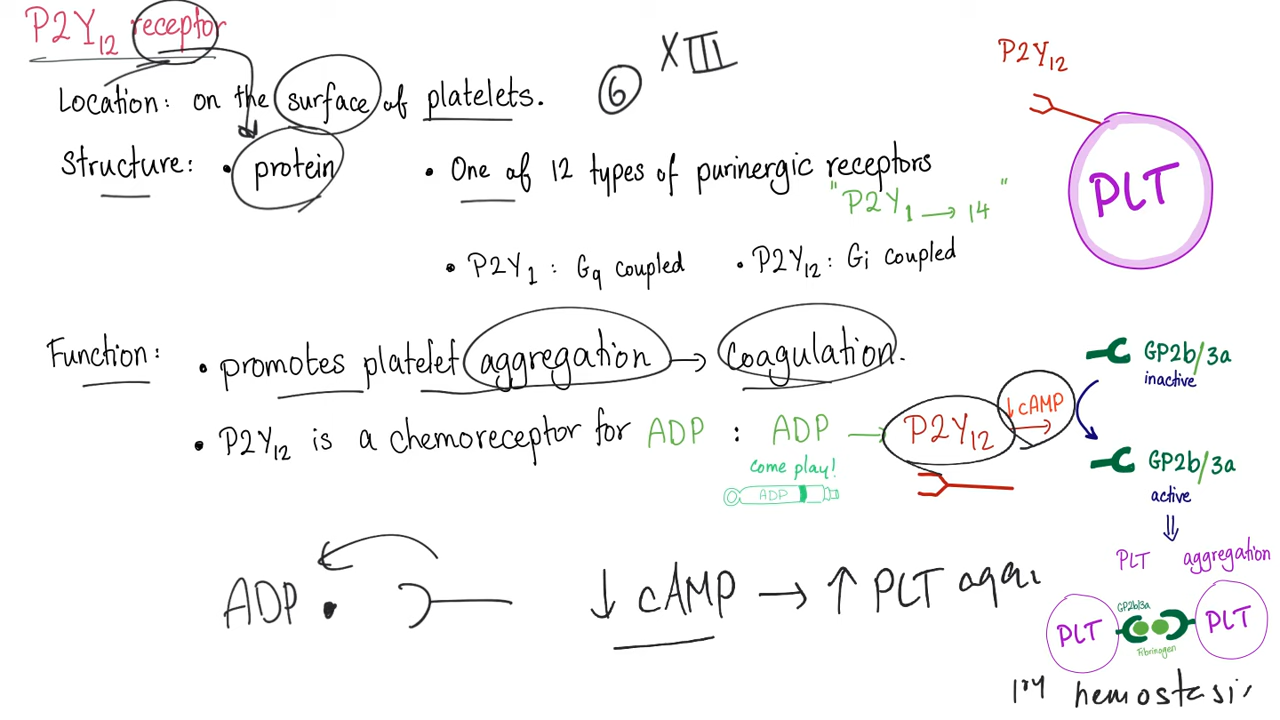 P2Y12 receptor
XIII
6
P2Y12
Location: on the surface of platelets.
PLT
Structure: • protein
• One of 12 types of purinergic receptors
"P2Y1 → 14"
• P2Y1 : Gq coupled
• P2Y12 : Gi coupled
Function: • promotes platelet aggregation → coagulation.
• P2Y12 is a chemoreceptor for ADP : ADP → P2Y12 ↓cAMP →
come play!
ADP
GP2b/3a
inactive
GP2b/3a
active
⇓
PLT aggregation
ADP •
↓ cAMP → ↑ PLT aggr
PLT
GP2b/3a
Fibrinogen
PLT
1ry hemostasis